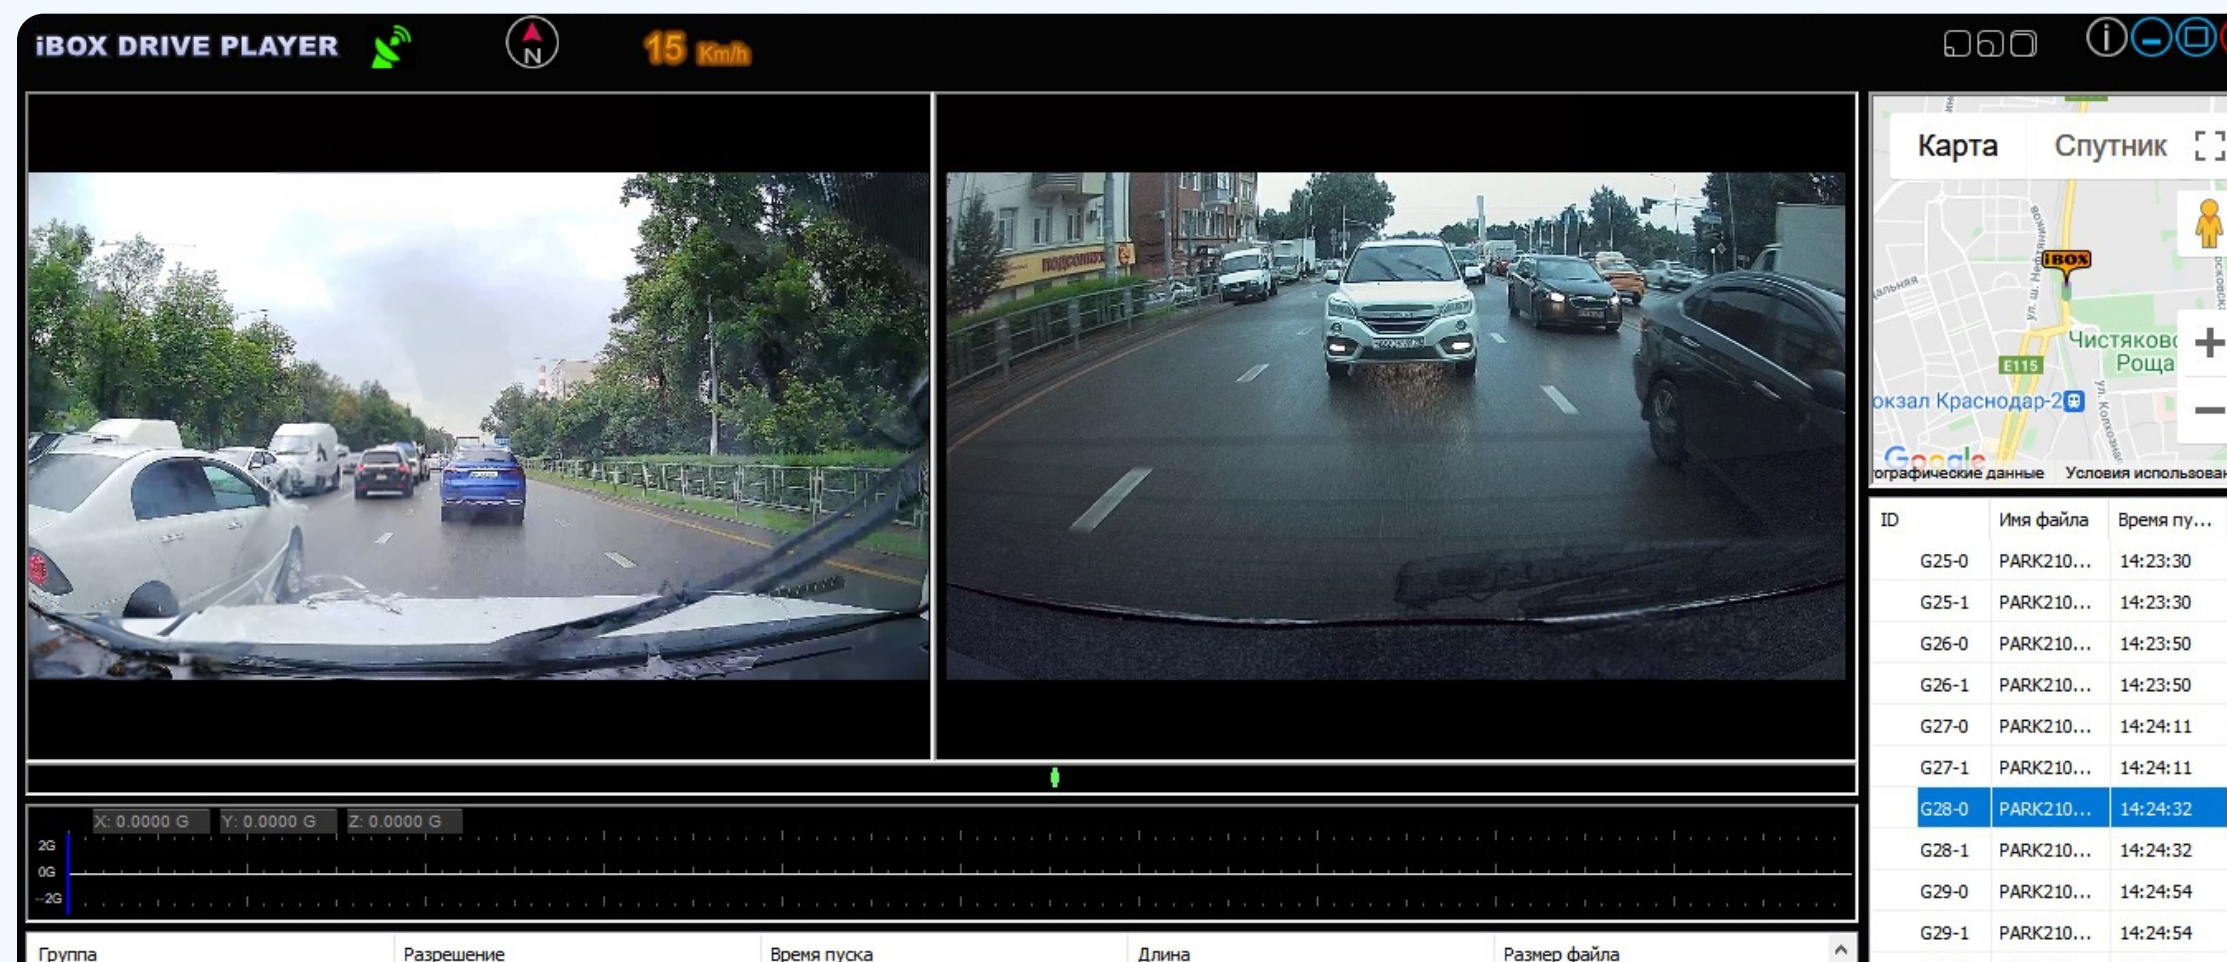 iBOX DRIVE PLAYER
N
15 Km/h
i
Карта Спутник
iBOX
ул. ш. Нефтяников
Чистяковс
Роща
E115
окзал Краснодар-2
Google
ографические данные Условия использован
ПОДСОЛНУХ
ID Имя файла Время пу...
G25-0 PARK210... 14:23:30
G25-1 PARK210... 14:23:30
G26-0 PARK210... 14:23:50
G26-1 PARK210... 14:23:50
G27-0 PARK210... 14:24:11
G27-1 PARK210... 14:24:11
G28-0 PARK210... 14:24:32
G28-1 PARK210... 14:24:32
G29-0 PARK210... 14:24:54
G29-1 PARK210... 14:24:54
X: 0.0000 G Y: 0.0000 G Z: 0.0000 G
2G
0G
--2G
Группа Разрешение Время пуска Длина Размер файла